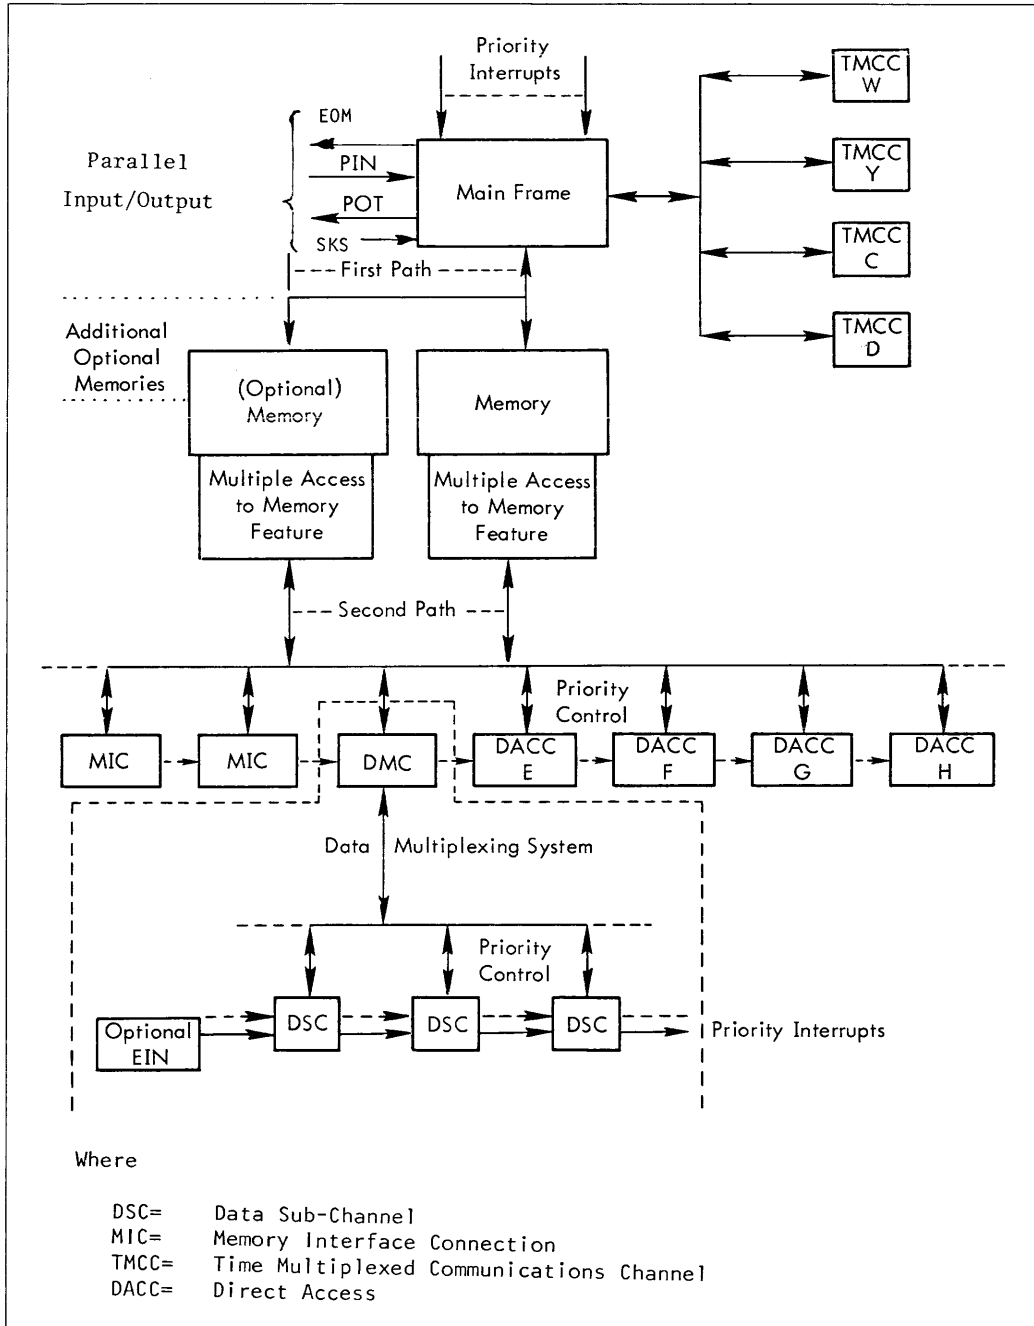 Priority
Interrupts
TMCC
W
EOM
Parallel
Input/Output
PIN
POT
SKS
Main Frame
TMCC
Y
TMCC
C
TMCC
D
First Path
Additional
Optional
Memories
(Optional)
Memory
Memory
Multiple Access
to Memory
Feature
Multiple Access
to Memory
Feature
Second Path
Priority
Control
MIC
MIC
DMC
DACC
E
DACC
F
DACC
G
DACC
H
Data Multiplexing System
Priority
Control
Optional
EIN
DSC
DSC
DSC
Priority Interrupts
Where
DSC= Data Sub-Channel
MIC= Memory Interface Connection
TMCC= Time Multiplexed Communications Channel
DACC= Direct Access